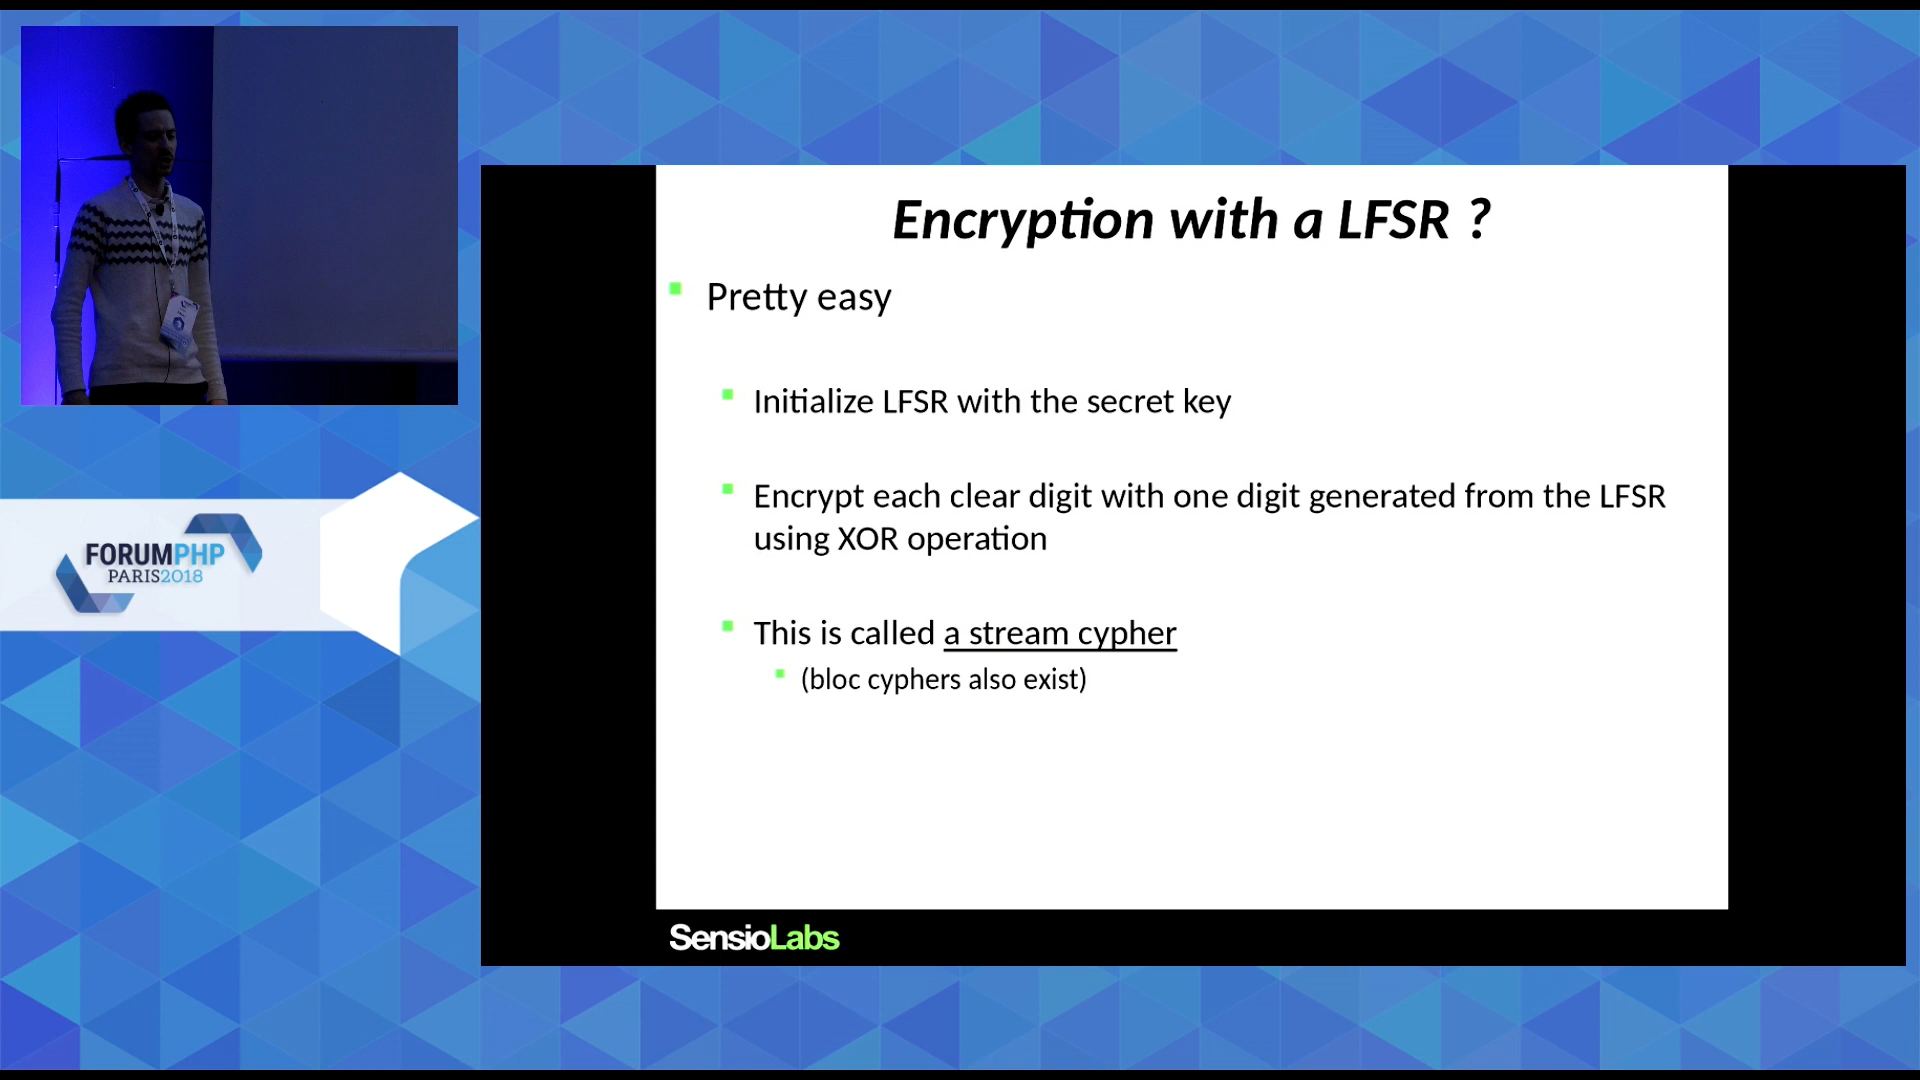 Encryption with a LFSR ?
Pretty easy
Initialize LFSR with the secret key
Encrypt each clear digit with one digit generated from the LFSR
using XOR operation
This is called a stream cypher
(bloc cyphers also exist)
FORUMPHP
PARIS2018
SensioLabs